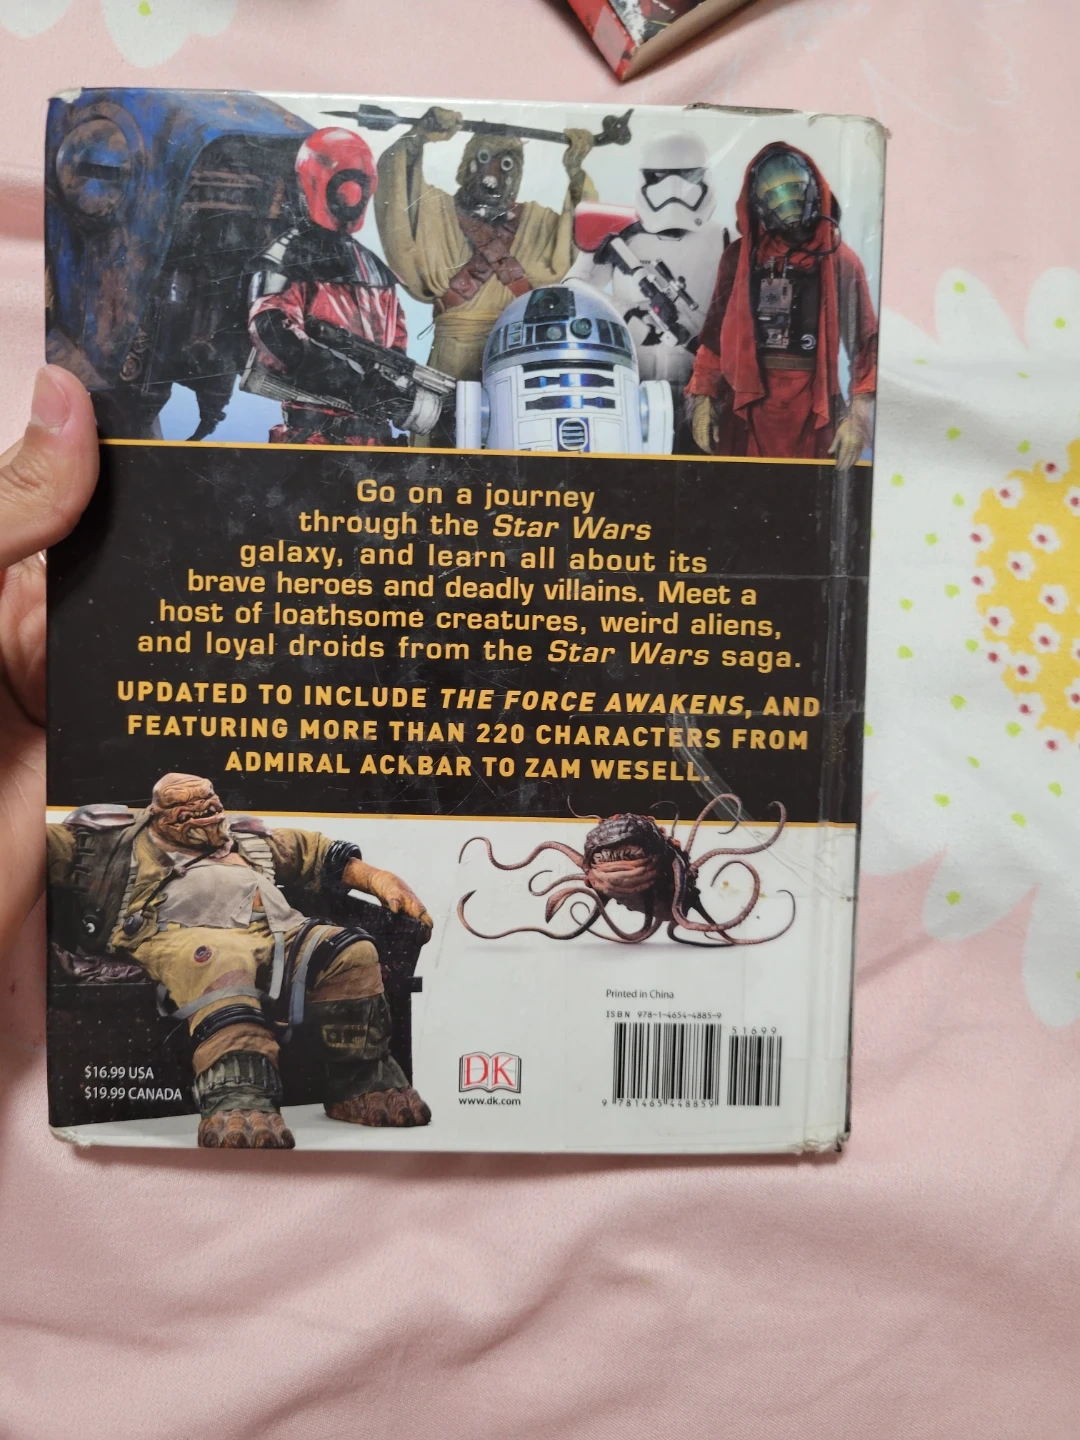 Go on a journey
through the Star Wars
galaxy, and learn all about its
brave heroes and deadly villains. Meet a
host of loathsome creatures, weird aliens,
and loyal droids from the Star Wars saga.
UPDATED TO INCLUDE THE FORCE AWAKENS, AND
FEATURING MORE THAN 220 CHARACTERS FROM
ADMIRAL ACKBAR TO ZAM WESELL.
Printed in China
ISBN 978-1-4654-4885-9
51699
$16.99 USA
$19.99 CANADA
DK
www.dk.com
9 781465 448859